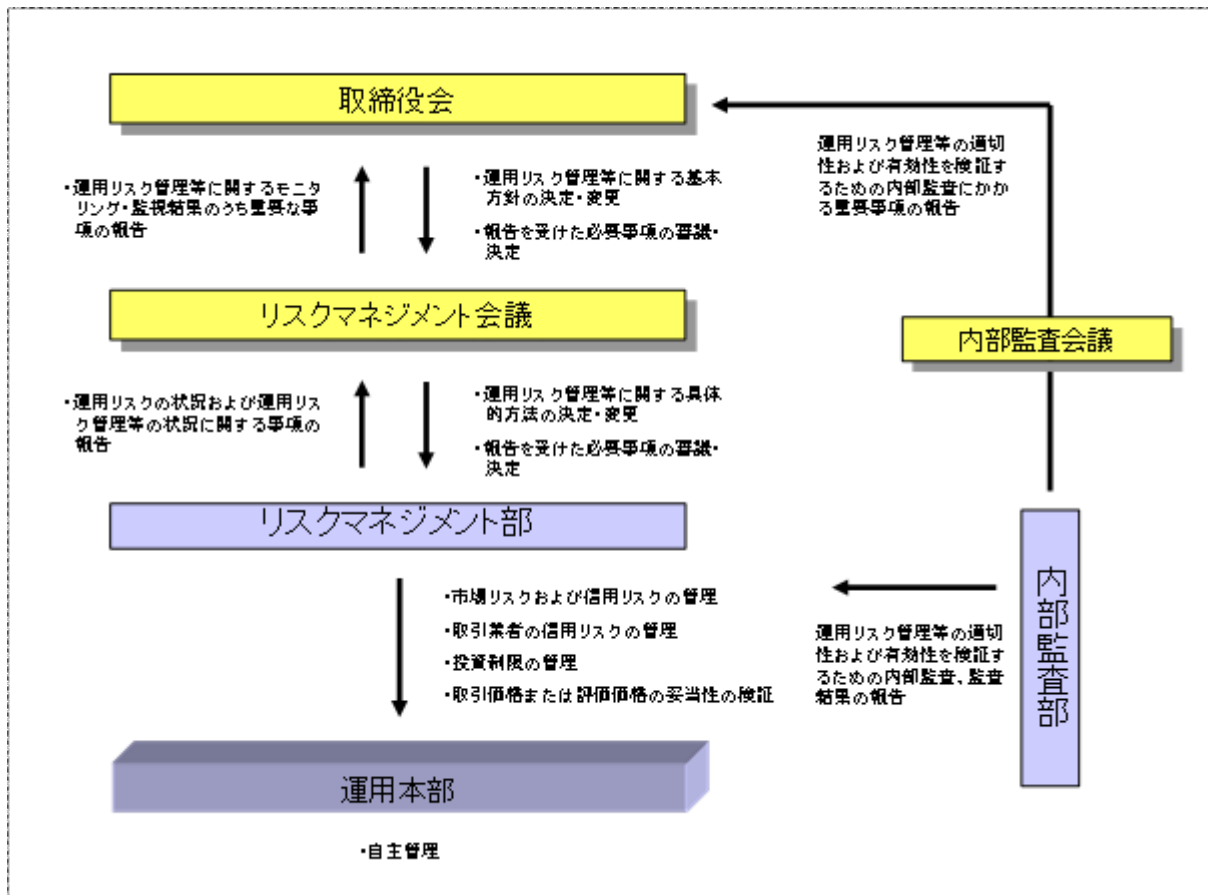 取締役会
・運用リスク管理等に関するモニ
タリング・監視結果のうち重要な事
項の報告
・運用リスク管理等に関する基本
方針の決定・変更
・報告を受けた必要事項の審議・
決定
運用リスク管理等の適切
性および有効性を検証す
るための内部監査にかか
る重要事項の報告
リスクマネジメント会議
内部監査会議
・運用リスクの状況および運用リス
ク管理等の状況に関する事項の
報告
・運用リスク管理等に関する具体
的方法の決定・変更
・報告を受けた必要事項の審議・
決定
リスクマネジメント部
内部監査部
・市場リスクおよび信用リスクの管理
・取引業者の信用リスクの管理
・投資制限の管理
・取引価格または評価価格の妥当性の検証
運用リスク管理等の適切
性および有効性を検証す
るための内部監査、監査
結果の報告
運用本部
・自主管理